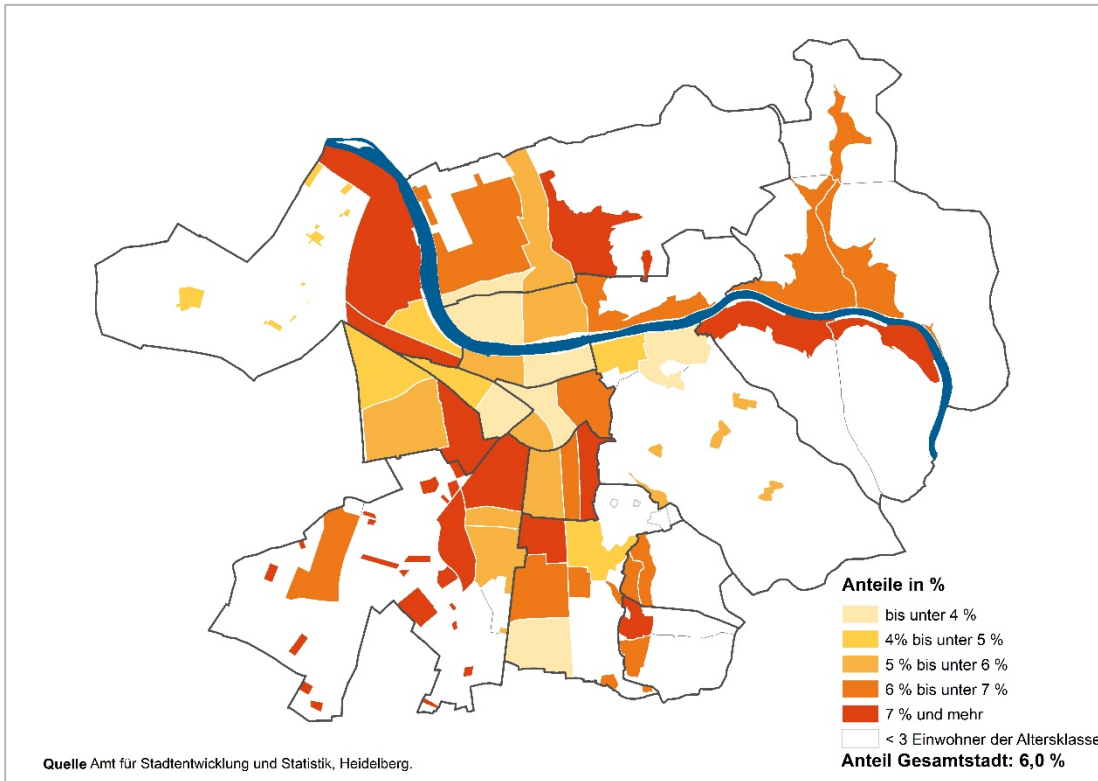 Anteile in %
bis unter 4 %
4% bis unter 5 %
5 % bis unter 6 %
6 % bis unter 7 %
7 % und mehr
< 3 Einwohner der Altersklasse
Anteil Gesamtstadt: 6,0 %
Quelle Amt für Stadtentwicklung und Statistik, Heidelberg.